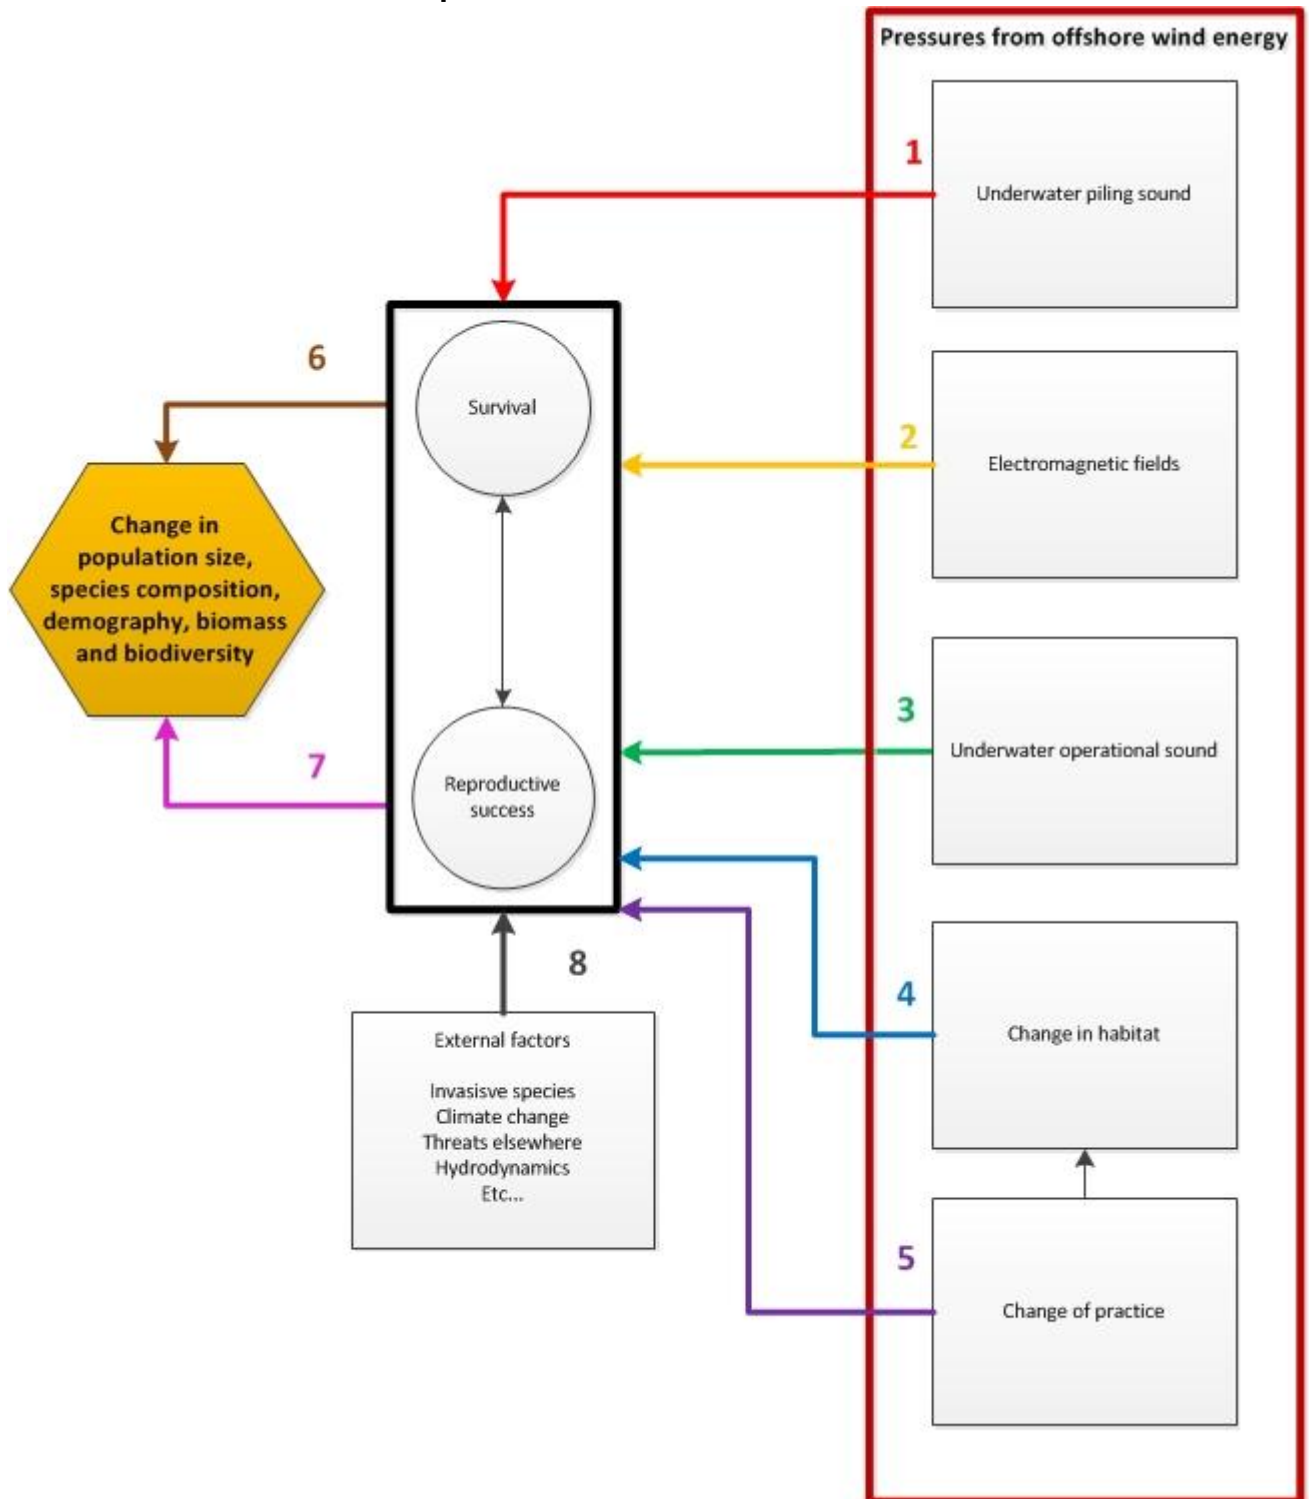 Pressures from offshore wind energy
1
Underwater piling sound
6
Survival
2
Electromagnetic fields
Change in
population size,
species composition,
demography, biomass
and biodiversity
3
Underwater operational sound
7
Reproductive
success
8
4
Change in habitat
External factors
Invasisve species
Climate change
Threats elsewhere
Hydrodynamics
Etc...
5
Change of practice